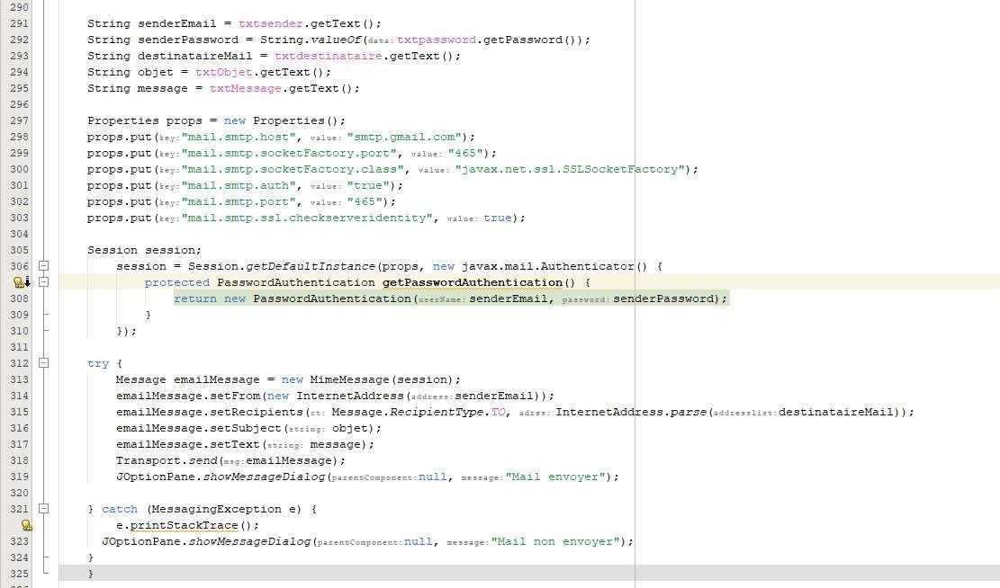 290
291 String senderEmail = txtsender.getText();
292 String senderPassword = String.valueOf(data:txtpassword.getPassword());
293 String destinataireMail = txtdestinataire.getText();
294 String objet = txtObjet.getText();
295 String message = txtMessage.getText();
296
297 Properties props = new Properties();
298 props.put(key:"mail.smtp.host", value: "smtp.gmail.com");
299 props.put(key:"mail.smtp.socketFactory.port", value: "465");
300 props.put(key:"mail.smtp.socketFactory.class", value: "javax.net.ssl.SSLSocketFactory");
301 props.put(key:"mail.smtp.auth", value: "true");
302 props.put(key:"mail.smtp.port", value: "465");
303 props.put(key:"mail.smtp.ssl.checkserveridentity", value: true);
304
305 Session session;
306 session = Session.getDefaultInstance(props, new javax.mail.Authenticator() {
protected PasswordAuthentication getPasswordAuthentication() {
308 return new PasswordAuthentication(userName: senderEmail, password: senderPassword);
309 }
310 });
311
312 try {
313 Message emailMessage = new MimeMessage(session);
314 emailMessage.setFrom(new InternetAddress(address:senderEmail));
315 emailMessage.setRecipients(rt: Message.RecipientType.TO, adrss: InternetAddress.parse(addresslist:destinataireMail));
316 emailMessage.setSubject(string: objet);
317 emailMessage.setText(string: message);
318 Transport.send(msg:emailMessage);
319 JOptionPane.showMessageDialog(parentComponent:null, message:"Mail envoyer");
320
321 } catch (MessagingException e) {
e.printStackTrace();
323 JOptionPane.showMessageDialog(parentComponent:null, message:"Mail non envoyer");
324 }
325 }